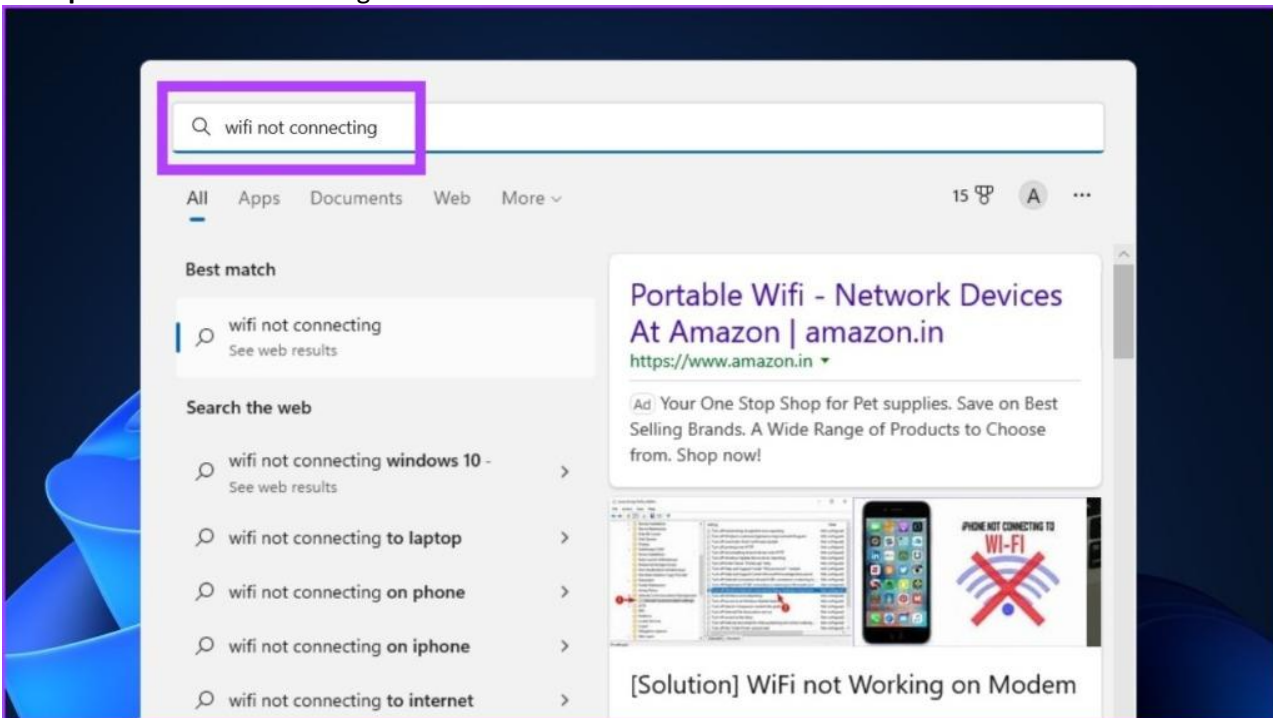 wifi not connecting
All Apps Documents Web More
15 A ...
Best match
wifi not connecting
See web results
Search the web
wifi not connecting windows 10 -
See web results
wifi not connecting to laptop
wifi not connecting on phone
wifi not connecting on iphone
wifi not connecting to internet
Portable Wifi - Network Devices
At Amazon | amazon.in
https://www.amazon.in
Ad Your One Stop Shop for Pet supplies. Save on Best
Selling Brands. A Wide Range of Products to Choose
from. Shop now!
iPHONE NOT CONNECTING TO
WI-FI
[Solution] WiFi not Working on Modem